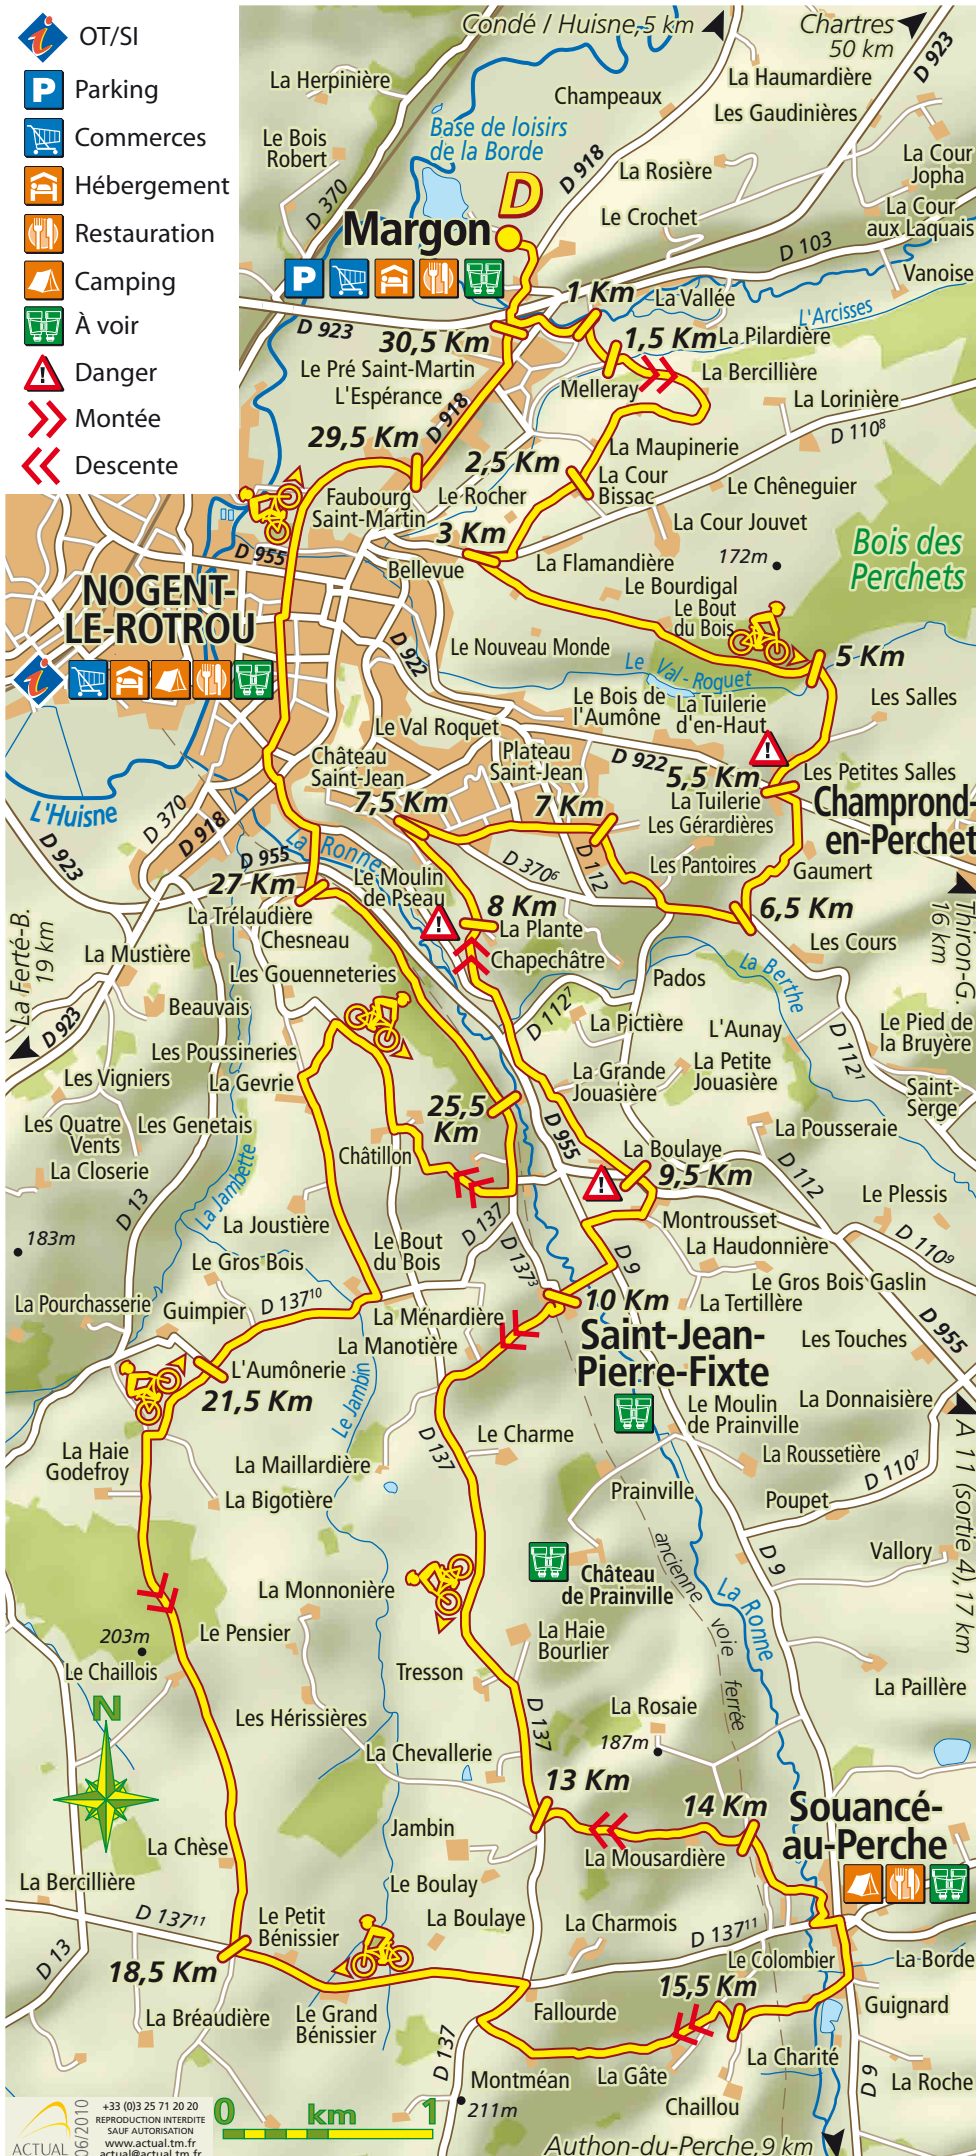 OT/SI
Parking
Commerces
Hébergement
Restauration
Camping
À voir
Danger
Montée
Descente
Condé / Huisne, 5 km
Chartres
50 km
D 923
La Herpinière
Champeaux
La Haumardière
Les Gaudinières
Le Bois
Robert
Base de loisirs
de la Borde
D 918
La Rosière
La Cour
Jopha
D 370
D
Le Crochet
La Cour
aux Laquais
Margon
D 103
Vanoise
P
1 Km
La Vallée
L'Arcisses
D 923
30,5 Km
1,5 Km
La Pilardière
Le Pré Saint-Martin
L'Espérance
Melleray
La Bercillière
D 918
La Lorinière
D 110⁸
29,5 Km
2,5 Km
La Maupinerie
La Cour
Bissac
Le Chêneguier
Faubourg
Saint-Martin
Le Rocher
La Cour Jouvet
3 Km
Bois des
Perchets
D 955
Bellevue
La Flamandière
172m
NOGENT-
LE-ROTROU
Le Bourdigal
Le Bout
du Bois
D 922
Le Nouveau Monde
Le Val-Roquet
5 Km
Le Bois de
l'Aumône
La Tuilerie
d'en-Haut
Les Salles
Le Val Roquet
Château
Saint-Jean
Plateau
Saint-Jean
D 922
5,5 Km
Les Petites Salles
L'Huisne
D 370
D 918
7,5 Km
7 Km
La Tuilerie
Les Gérardières
Champrond-
en-Perchet
D 923
La Ronne
D 955
Le Moulin
de Pseau
D 370⁶
D 112
Les Pantoires
Gaumert
27 Km
8 Km
6,5 Km
La Trélaudière
La Plante
Thiron-G.
16 km
La Ferté-B.
19 km
La Mustière
Chesneau
Chapechâtre
Les Cours
Les Gouenneteries
Pados
La Berthe
Beauvais
D 923
D 112⁷
La Pictière
L'Aunay
D 112¹
Le Pied de
la Bruyère
Les Poussineries
Les Vigniers
La Gevrie
La Grande
Jouasière
La Petite
Jouasière
Saint-
Serge
Les Quatre
Vents
Les Genetais
25,5
Km
D 955
La Pousseraie
La Closerie
Châtillon
La Boulaye
9,5 Km
D 112
Le Plessis
La Jambette
D 13
La Joustière
D 137
Montrousset
La Haudonnière
D 110⁹
183m
Le Gros Bois
Le Bout
du Bois
D 137³
D 9
Le Gros Bois Gaslin
La Pourchasserie
Guimpier
D 137¹⁰
La Ménardière
10 Km
La Tertillère
D 955
La Manotière
Saint-Jean-
Pierre-Fixte
Les Touches
L'Aumônerie
21,5 Km
Le Jambin
Le Moulin
de Prainville
La Donnaisière
La Haie
Godefroy
D 137
Le Charme
La Roussetière
La Maillardière
D 110⁷
A 11 (sortie 4), 17 km
La Bigotière
Prainville
Poupet
ancienne voie ferrée
D 9
Vallory
La Monnonière
Château
de Prainville
La Ronne
Le Pensier
La Haie
Bourlier
203m
Le Chaillois
Tresson
La Paillère
N
Les Hérissières
D 137
La Rosaie
La Chevallerie
187m
13 Km
14 Km
Souancé-
au-Perche
Jambin
La Mousardière
La Chèse
La Bercillière
Le Boulay
D 137¹¹
Le Petit
Bénissier
La Boulaye
La Charmois
D 137¹¹
D 13
18,5 Km
Le Colombier
La Borde
15,5 Km
La Bréaudière
Le Grand
Bénissier
Fallourde
Guignard
D 137
La Charité
Montméan
La Gâte
D 9
La Roche
211m
Chaillou
0 km 1
Authon-du-Perche, 9 km
ACTUAL
06/2010
+33 (0)3 25 71 20 20
REPRODUCTION INTERDITE
SAUF AUTORISATION
www.actual.tm.fr
actual@actual.tm.fr